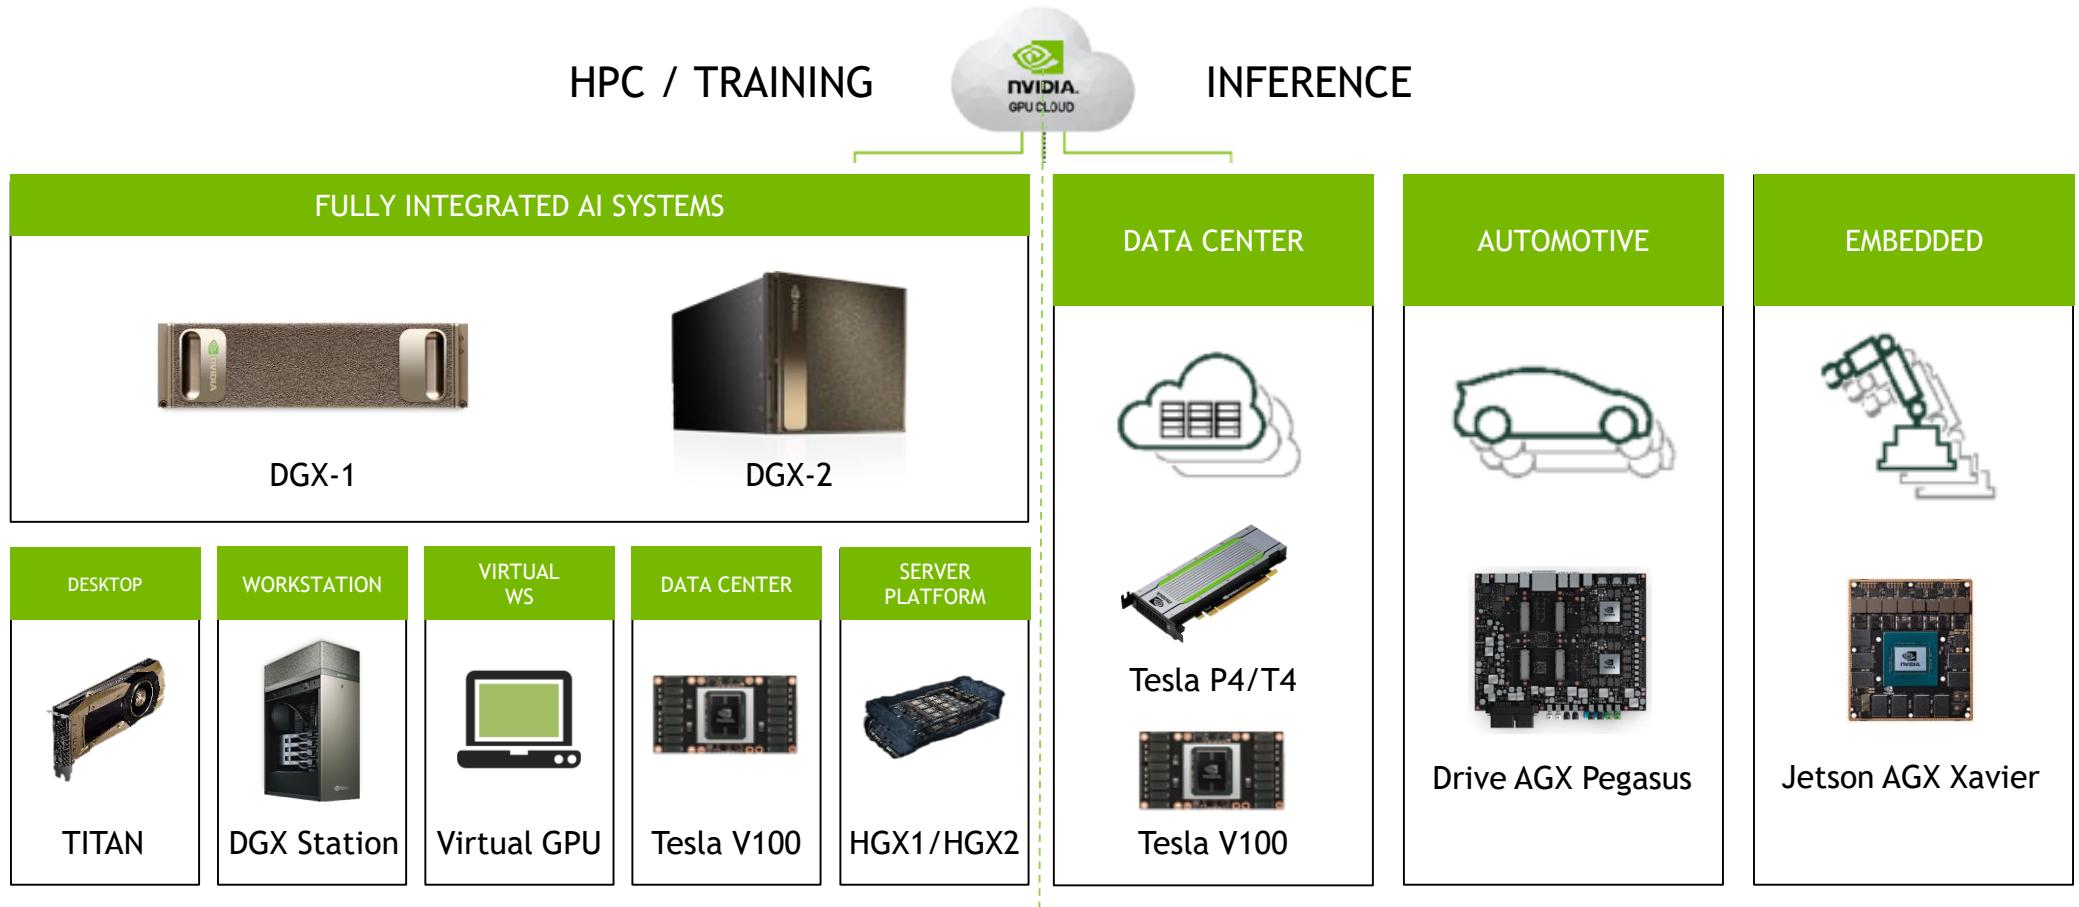 HPC / TRAINING
NVIDIA.
GPU CLOUD
INFERENCE
FULLY INTEGRATED AI SYSTEMS
NVIDIA
DGX-1
DGX-2
DESKTOP
TITAN
WORKSTATION
DGX Station
VIRTUAL
WS
Virtual GPU
DATA CENTER
Tesla V100
SERVER
PLATFORM
HGX1/HGX2
DATA CENTER
Tesla P4/T4
Tesla V100
AUTOMOTIVE
Drive AGX Pegasus
EMBEDDED
NVIDIA
Jetson AGX Xavier